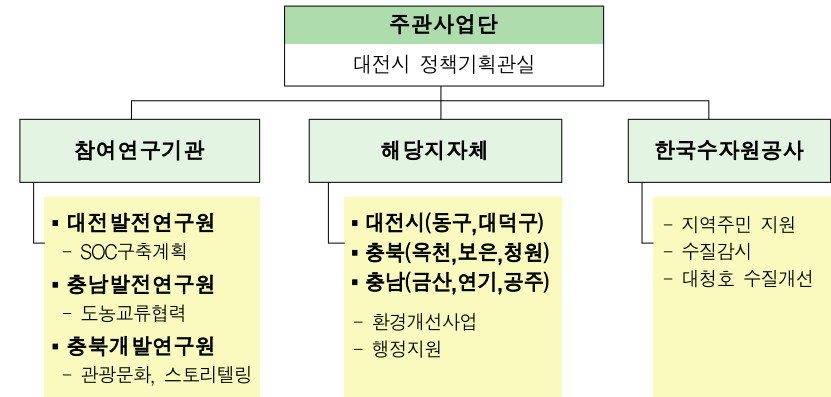 주관사업단
대전시 정책기획관실
참여연구기관
▪ 대전발전연구원
– SOC구축계획
▪ 충남발전연구원
– 도농교류협력
▪ 충북개발연구원
– 관광문화, 스토리텔링
해당지자체
▪ 대전시(동구,대덕구)
▪ 충북(옥천,보은,청원)
▪ 충남(금산,연기,공주)
– 환경개선사업
– 행정지원
한국수자원공사
– 지역주민 지원
– 수질감시
– 대청호 수질개선